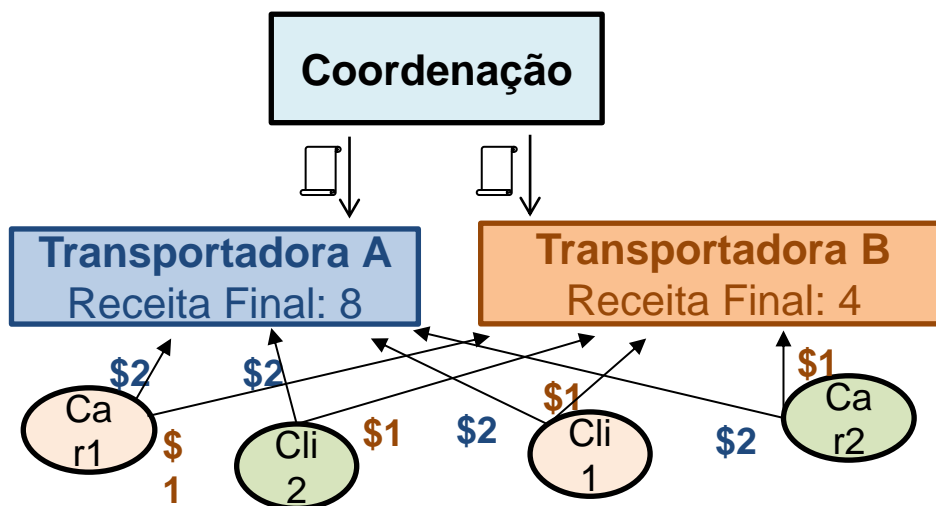 Coordenação
Transportadora A
Receita Final: 8
Transportadora B
Receita Final: 4
$2
$2
$1
$1
Ca
r1
$
1
Cli
2
$1
$2
Cli
1
$2
Ca
r2